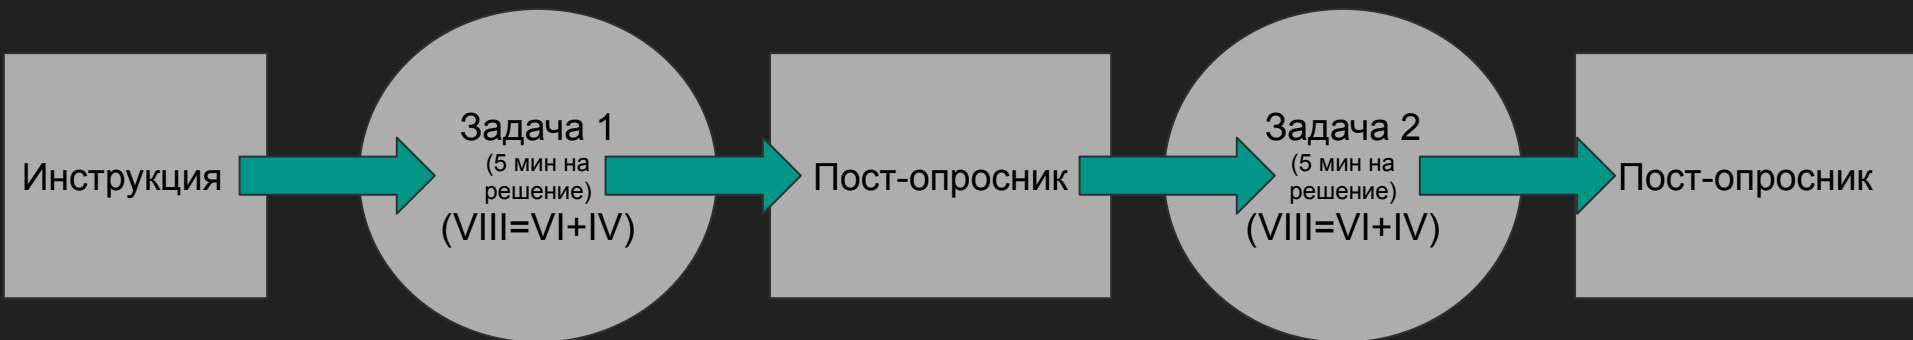 Инструкция
Задача 1
(5 мин на
решение)
(VIII=VI+IV)
Пост-опросник
Задача 2
(5 мин на
решение)
(VIII=VI+IV)
Пост-опросник